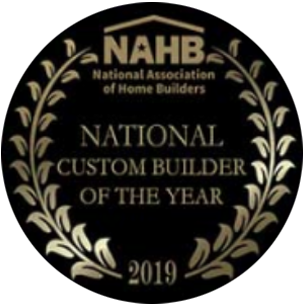 NAHB
National Association
of Home Builders
NATIONAL
CUSTOM BUILDER
OF THE YEAR
2019